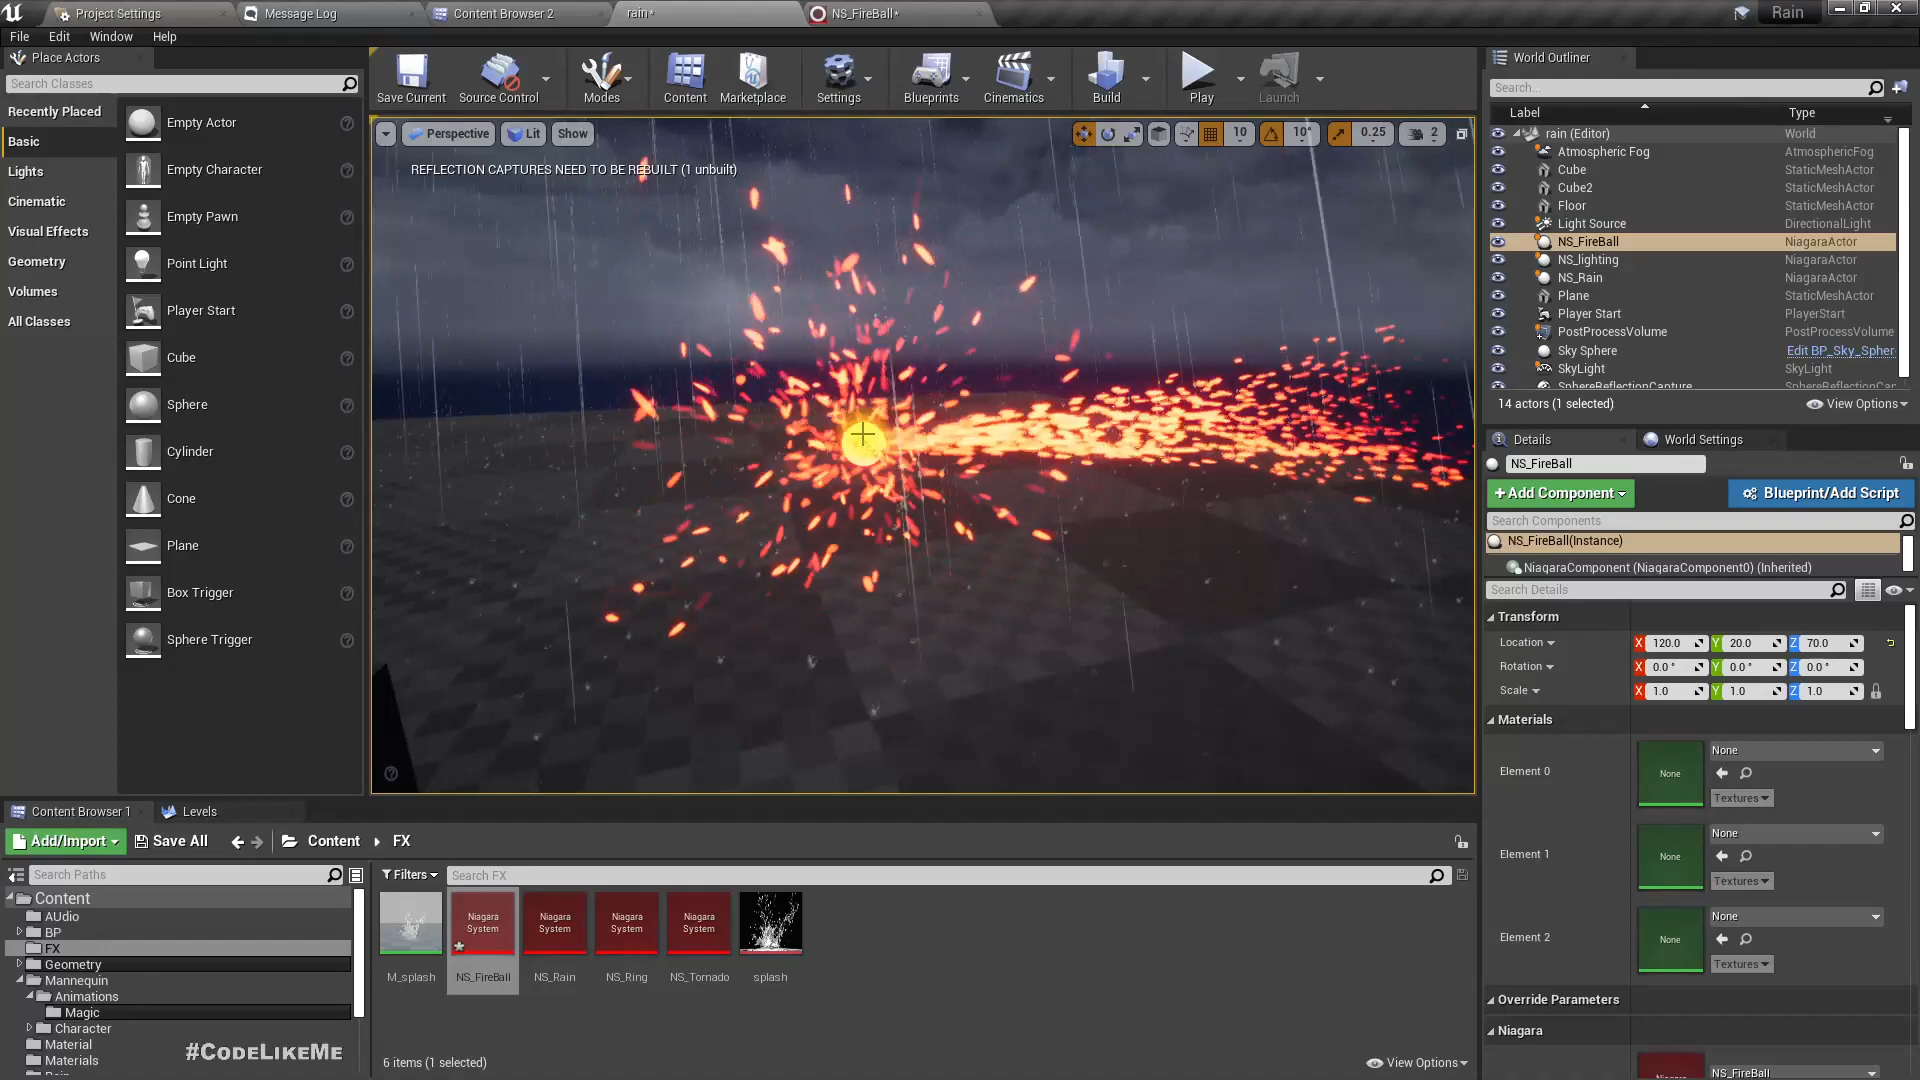 Project Settings
Message Log
Content Browser 2
rain*
NS_FireBall*
Rain
File
Edit
Window
Help
Place Actors
Search Classes
Recently Placed
Basic
Lights
Cinematic
Visual Effects
Geometry
Volumes
All Classes
Empty Actor
Empty Character
Empty Pawn
Point Light
Player Start
Cube
Sphere
Cylinder
Cone
Plane
Box Trigger
Sphere Trigger
Save Current
Source Control
Modes
Content
Marketplace
Settings
Blueprints
Cinematics
Build
Play
Launch
Perspective
Lit
Show
10
10°
0.25
2
REFLECTION CAPTURES NEED TO BE REBUILT (1 unbuilt)
World Outliner
Search...
Label
Type
rain (Editor)
World
Atmospheric Fog
AtmosphericFog
Cube
StaticMeshActor
Cube2
StaticMeshActor
Floor
StaticMeshActor
Light Source
DirectionalLight
NS_FireBall
NiagaraActor
NS_lighting
NiagaraActor
NS_Rain
NiagaraActor
Plane
StaticMeshActor
Player Start
PlayerStart
PostProcessVolume
PostProcessVolume
Sky Sphere
Edit BP_Sky_Spher
SkyLight
SkyLight
SphereReflectionCapture
SphereReflectionCar
14 actors (1 selected)
View Options
Details
World Settings
NS_FireBall
+Add Component
Blueprint/Add Script
Search Components
NS_FireBall(Instance)
NiagaraComponent (NiagaraComponent0) (Inherited)
Search Details
Transform
Location
X 120.0 Y 20.0 Z 70.0
Rotation
X 0.0 ° Y 0.0 ° Z 0.0 °
Scale
X 1.0 Y 1.0 Z 1.0
Materials
Element 0
None
None
Textures
Element 1
None
None
Textures
Element 2
None
None
Textures
Override Parameters
Niagara
NS_FireBall
Content Browser 1
Levels
Add/Import
Save All
Content
FX
Search Paths
Content
AUdio
BP
FX
Geometry
Mannequin
Animations
Magic
Character
Material
Materials
#CODELIKEME
Filters
Search FX
Niagara
System
Niagara
System
Niagara
System
Niagara
System
M_splash
NS_FireBall
NS_Rain
NS_Ring
NS_Tornado
splash
6 items (1 selected)
View Options